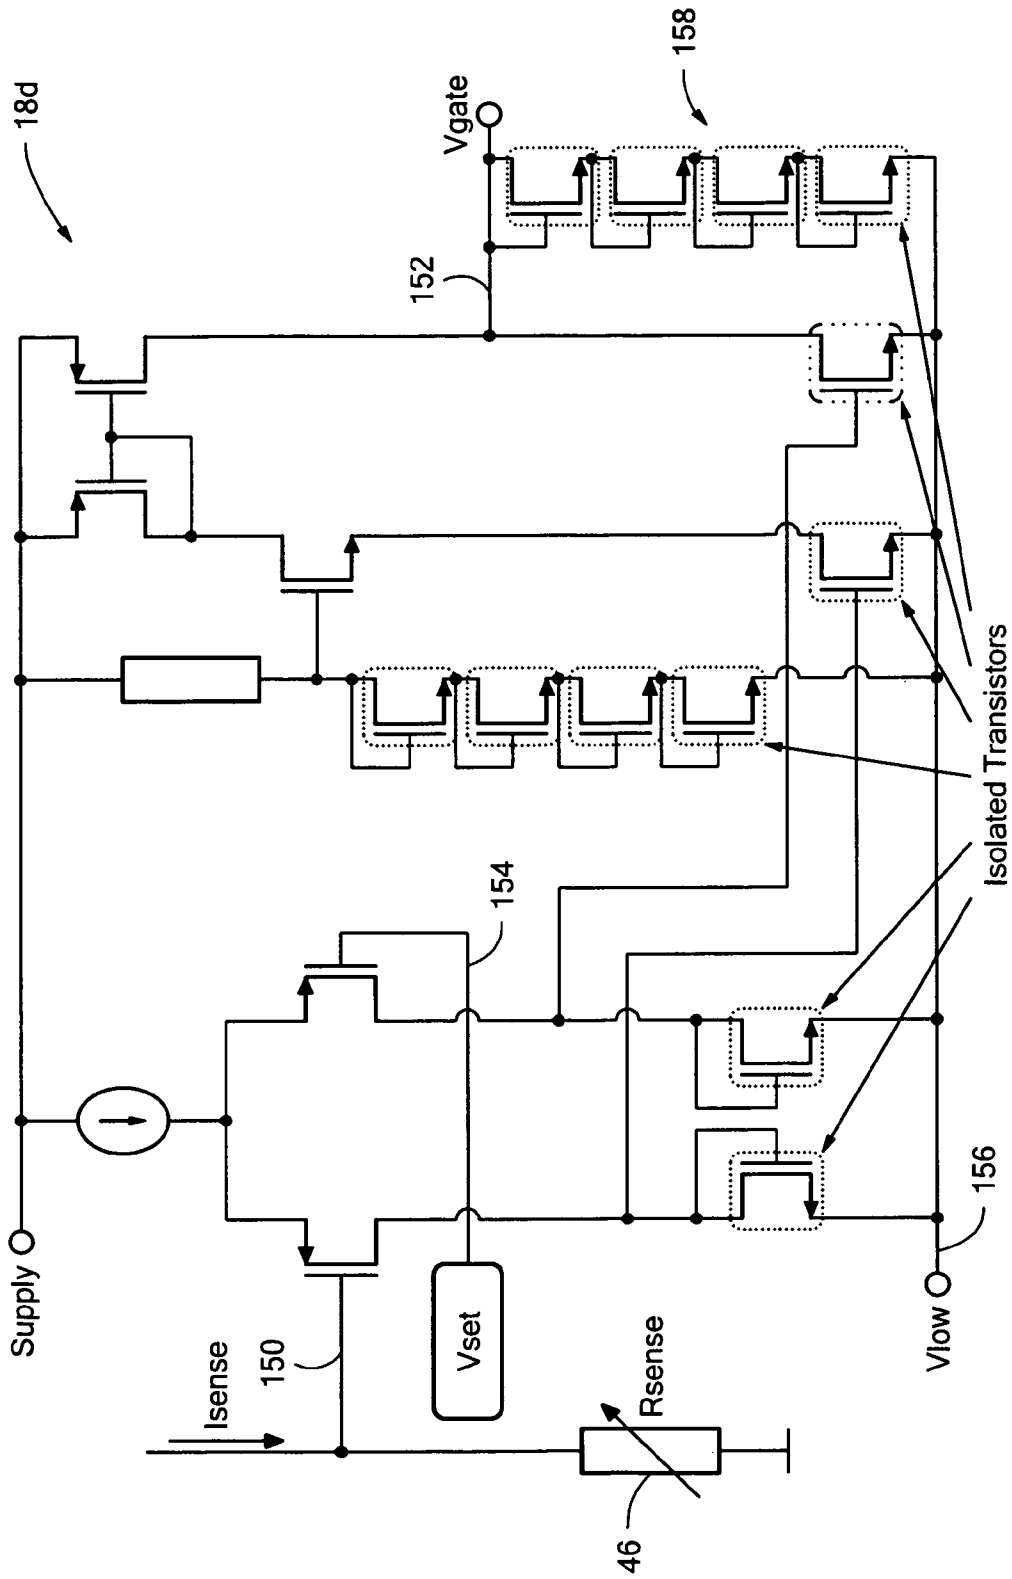 18d
Supply
Isense
150
Vset
154
Rsense
46
152
Vgate
158
Isolated Transistors
Vlow
156